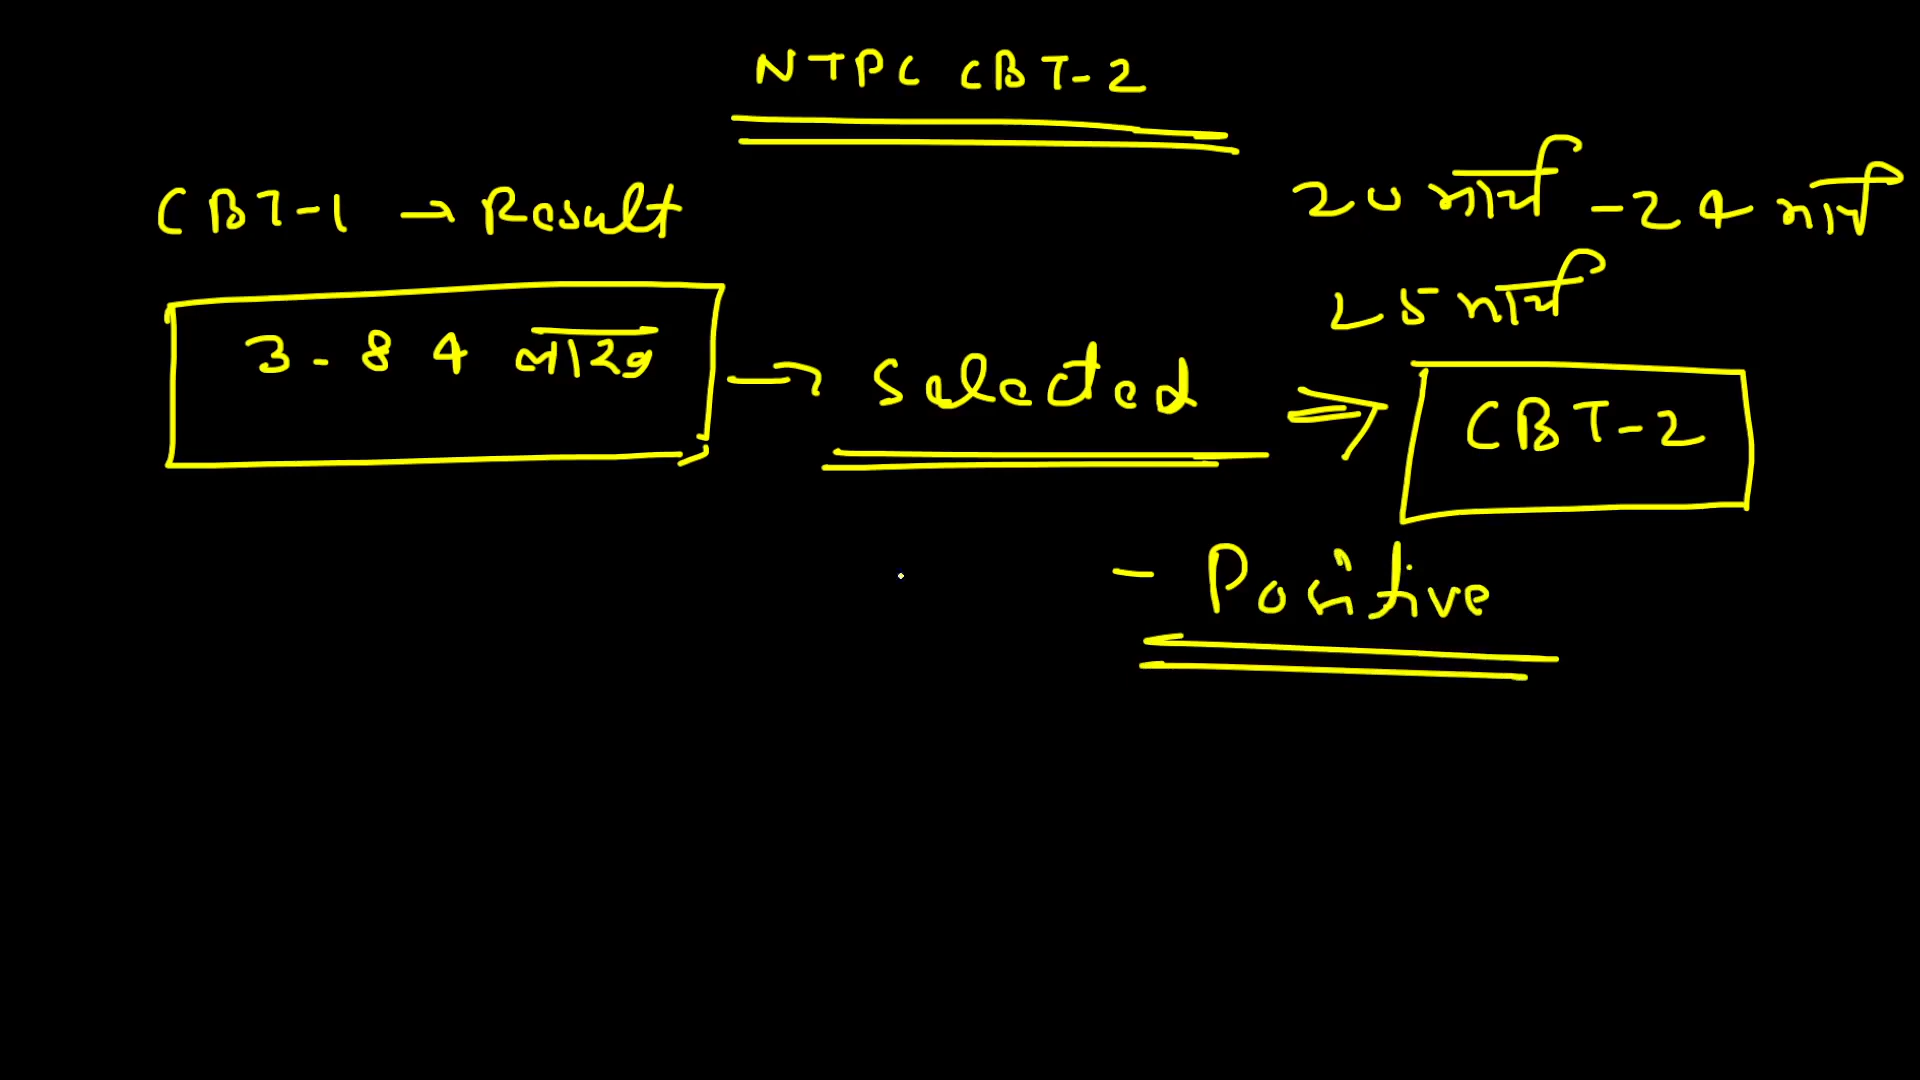 NTPC CBT-2
CBT-1 → Result
20 मार्च - 24 मार्च
25 मार्च
3-84 लाख → Selected ⇒ CBT-2
- Positive